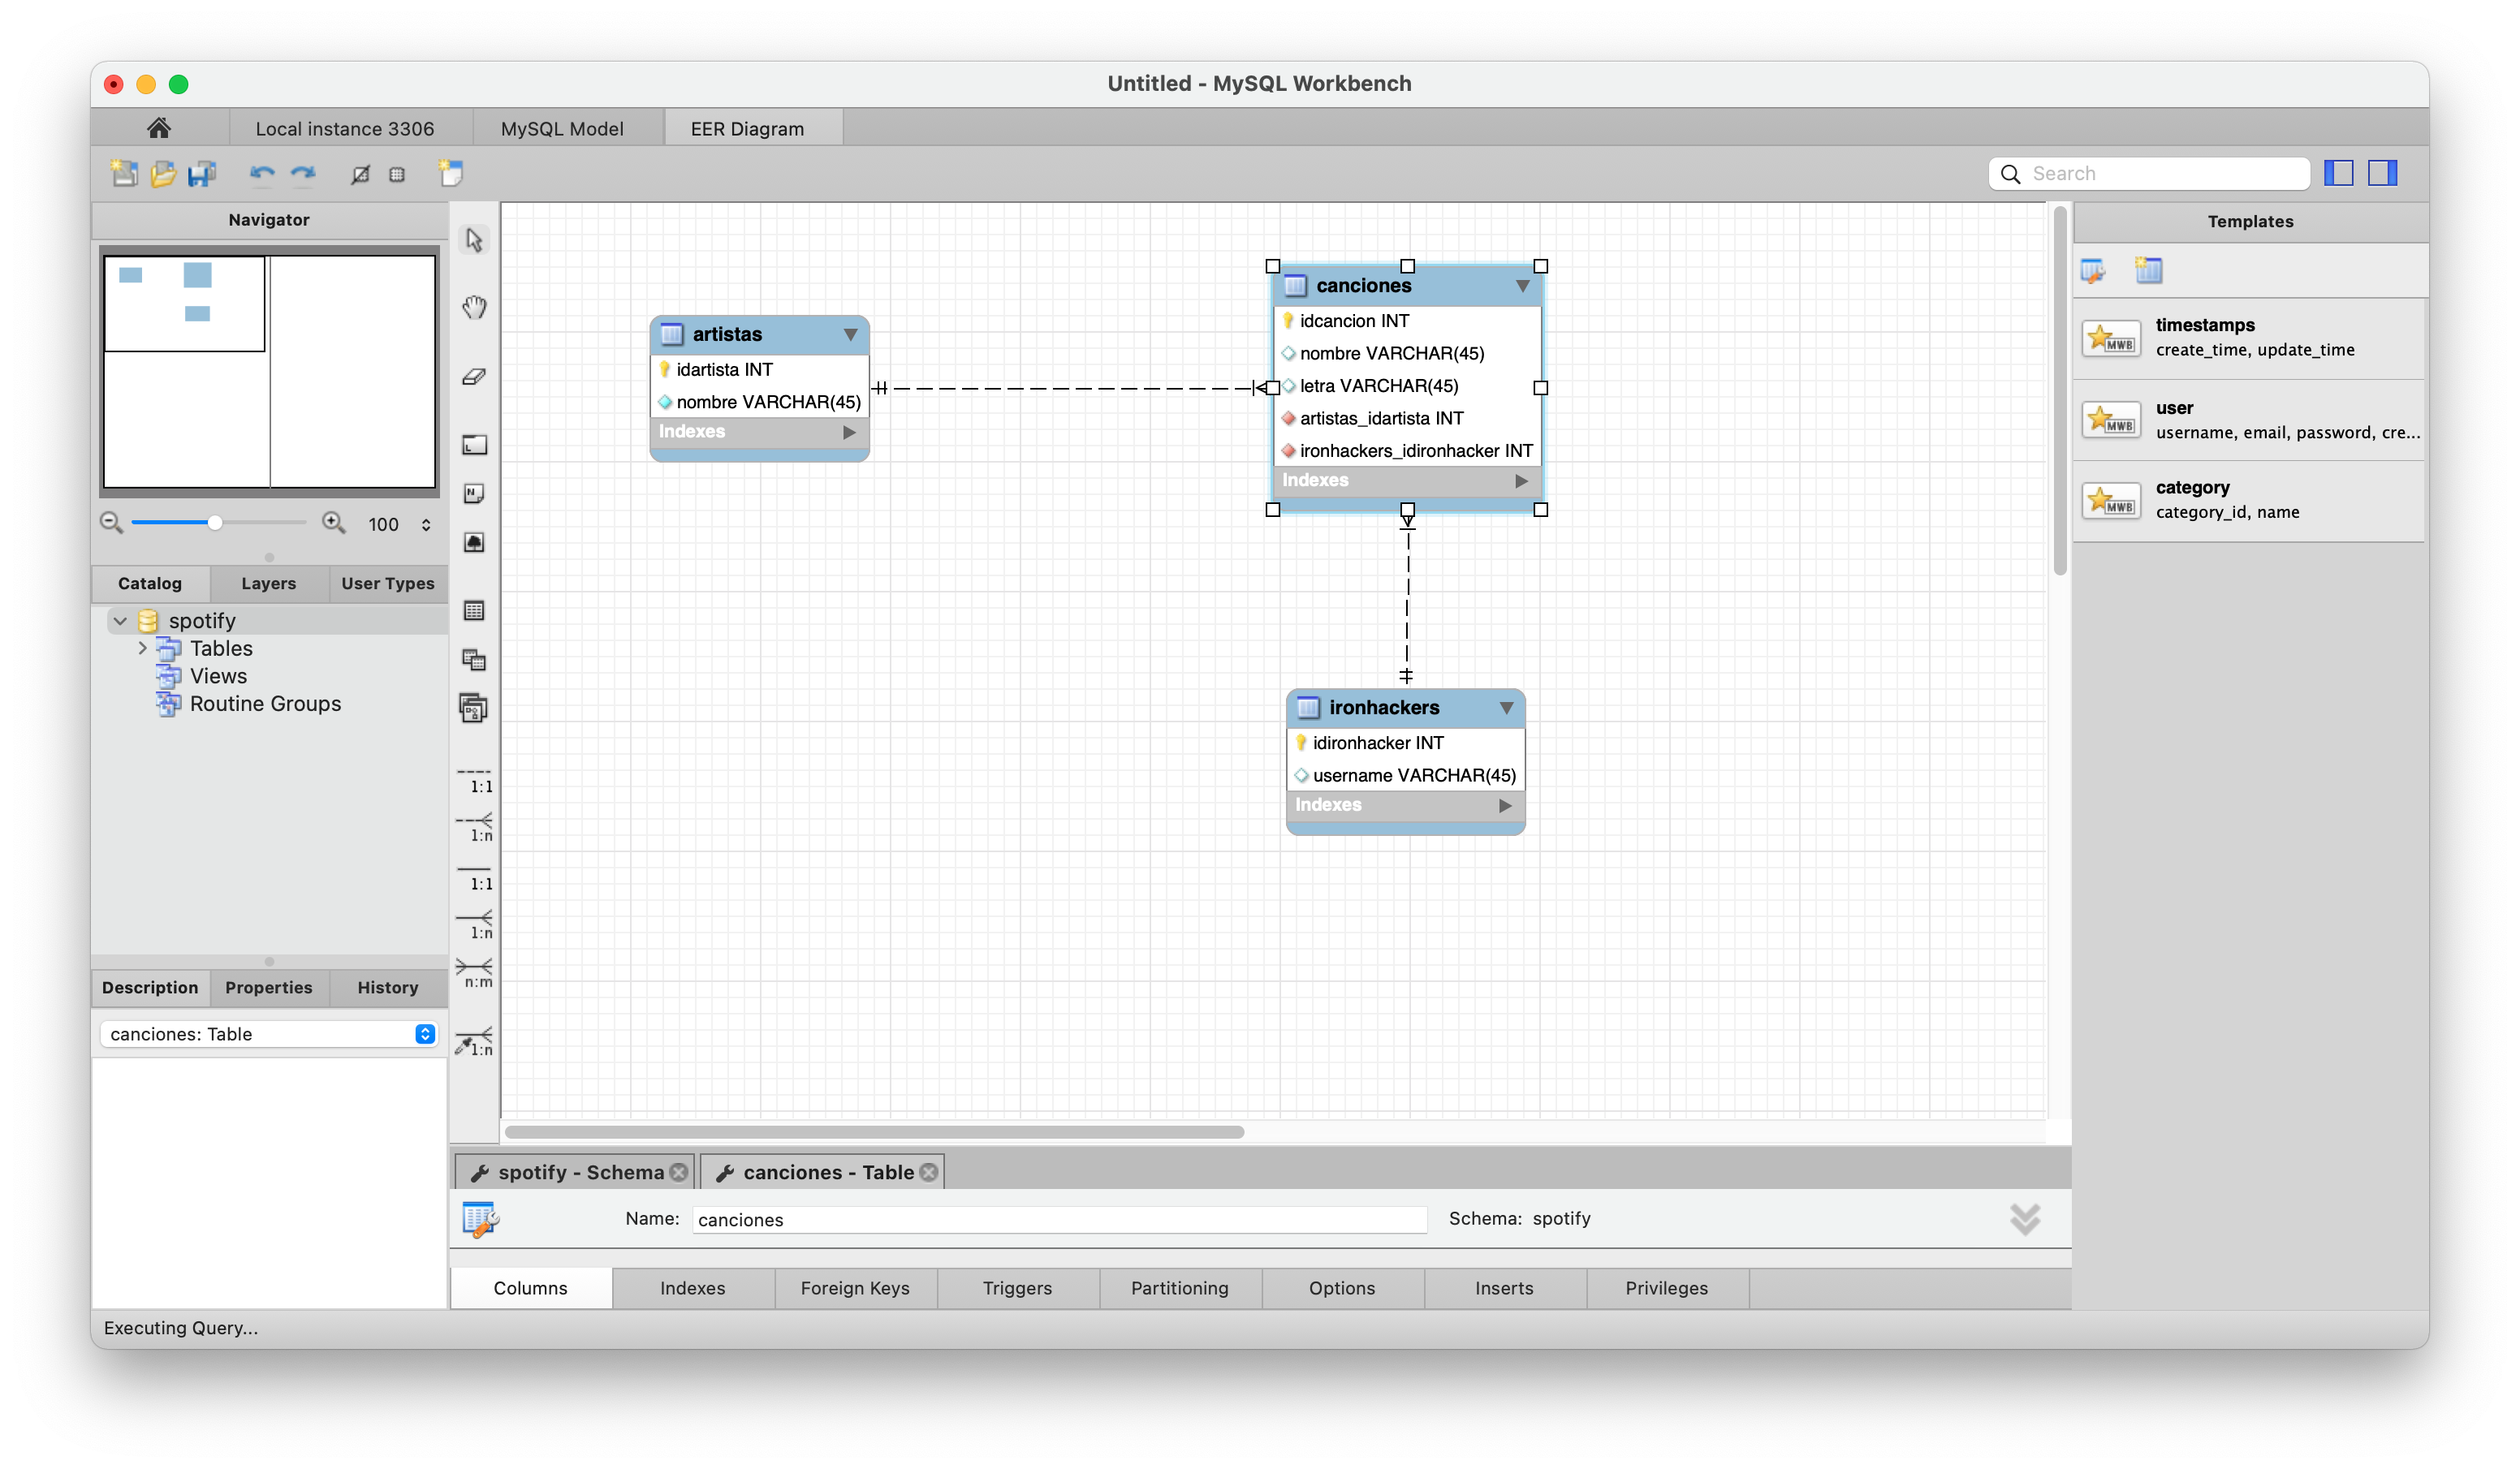 Untitled - MySQL Workbench
Local instance 3306
MySQL Model
EER Diagram
Search
Navigator
100
Catalog
Layers
User Types
spotify
Tables
Views
Routine Groups
Description
Properties
History
canciones: Table
1:1
1:n
1:1
1:n
n:m
1:n
artistas
idartista INT
nombre VARCHAR(45)
Indexes
canciones
idcancion INT
nombre VARCHAR(45)
letra VARCHAR(45)
artistas_idartista INT
ironhackers_idironhacker INT
Indexes
ironhackers
idironhacker INT
username VARCHAR(45)
Indexes
Templates
MWB
timestamps
create_time, update_time
MWB
user
username, email, password, cre...
MWB
category
category_id, name
spotify - Schema
canciones - Table
Name: canciones
Schema: spotify
Columns
Indexes
Foreign Keys
Triggers
Partitioning
Options
Inserts
Privileges
Executing Query...